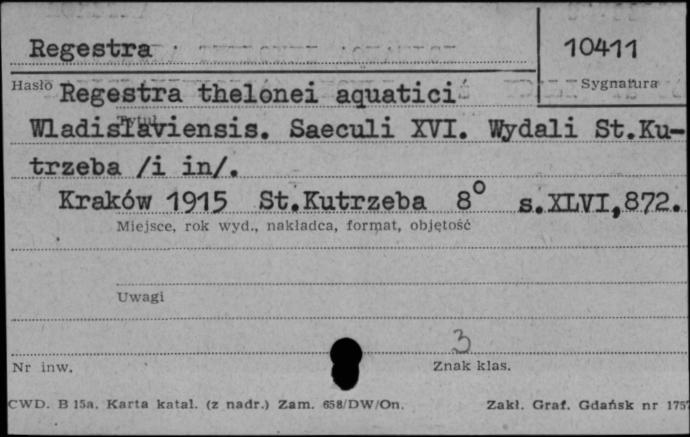 Regestra
10411
Hasło
Sygnatura
Regestra thelonei aquatici
Tytuł
Wladislaviensis. Saeculi XVI. Wydali St.Ku-
trzeba /i in/.
Kraków 1915 St.Kutrzeba 8° s.XLVI,872.
Miejsce, rok wyd., nakładca, format, objętość
Uwagi
3
Nr inw.
Znak klas.
CWD. B 15a. Karta katal. (z nadr.) Zam. 658/DW/On. Zakł. Graf. Gdańsk nr 1757